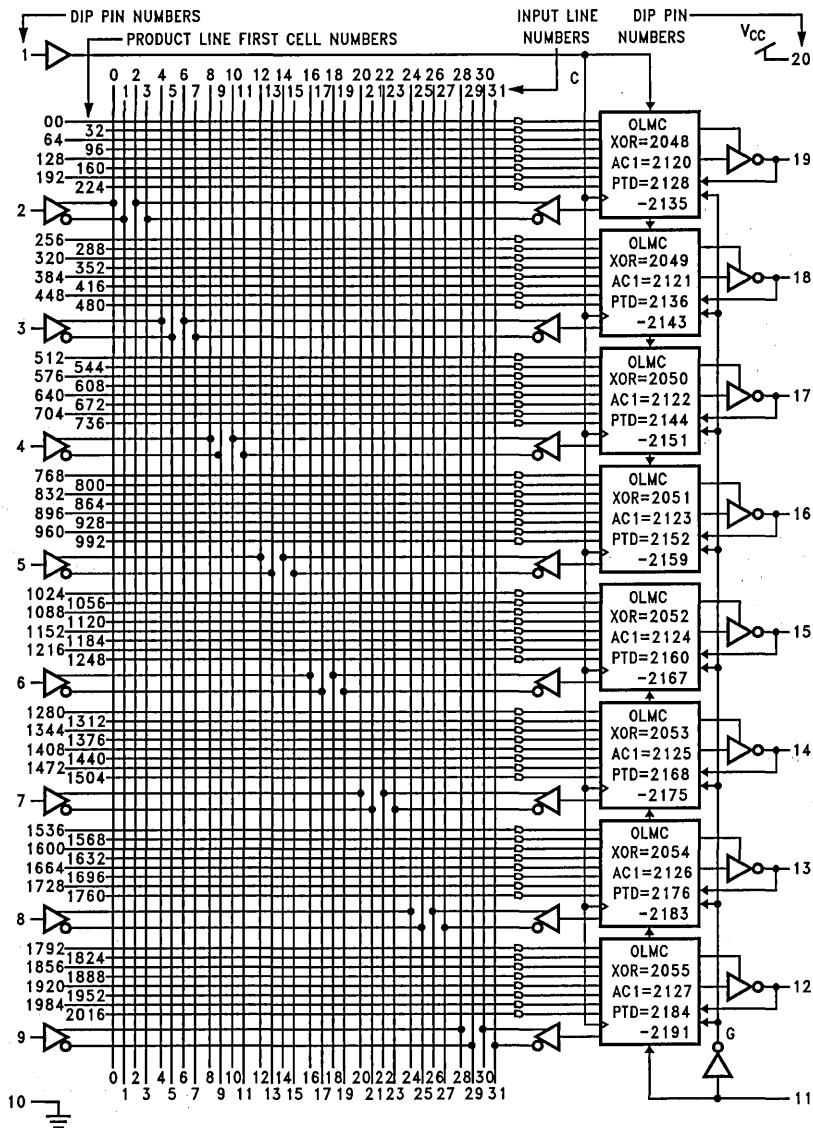 DIP PIN NUMBERS
INPUT LINE NUMBERS
DIP PIN NUMBERS
VCC
PRODUCT LINE FIRST CELL NUMBERS
1
20
0 2 4 6 8 10 12 14 16 18 20 22 24 26 28 30
1 3 5 7 9 11 13 15 17 19 21 23 25 27 29 31
C
00
32
64
96
128
160
192
224
OLMC
XOR=2048
AC1=2120
PTD=2128
-2135
19
2
256
288
320
352
384
416
448
480
OLMC
XOR=2049
AC1=2121
PTD=2136
-2143
18
3
512
544
576
608
640
672
704
736
OLMC
XOR=2050
AC1=2122
PTD=2144
-2151
17
4
768
800
832
864
896
928
960
992
OLMC
XOR=2051
AC1=2123
PTD=2152
-2159
16
5
1024
1056
1088
1120
1152
1184
1216
1248
OLMC
XOR=2052
AC1=2124
PTD=2160
-2167
15
6
1280
1312
1344
1376
1408
1440
1472
1504
OLMC
XOR=2053
AC1=2125
PTD=2168
-2175
14
7
1536
1568
1600
1632
1664
1696
1728
1760
OLMC
XOR=2054
AC1=2126
PTD=2176
-2183
13
8
1792
1824
1856
1888
1920
1952
1984
2016
OLMC
XOR=2055
AC1=2127
PTD=2184
-2191
12
9
G
0 2 4 6 8 10 12 14 16 18 20 22 24 26 28 30
1 3 5 7 9 11 13 15 17 19 21 23 25 27 29 31
10
11